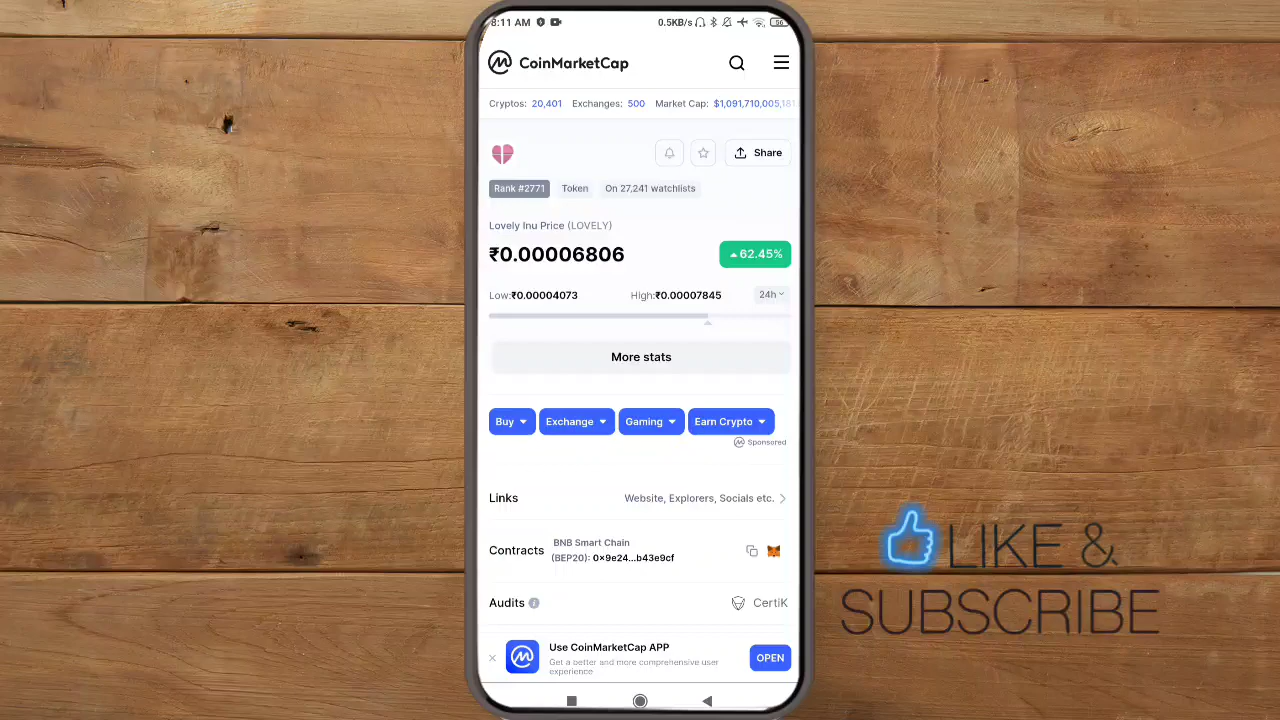 8:11 AM 0.5KB/s 56
CoinMarketCap
Cryptos: 20,401 Exchanges: 500 Market Cap: $1,091,710,005,181
Share
Rank #2771 Token On 27,241 watchlists
Lovely Inu Price (LOVELY)
₹0.00006806 62.45%
Low:₹0.00004073 High:₹0.00007845 24h
More stats
Buy Exchange Gaming Earn Crypto
Sponsored
Links Website, Explorers, Socials etc.
Contracts BNB Smart Chain
(BEP20): 0x9e24...b43e9cf
Audits CertiK
Use CoinMarketCap APP
Get a better and more comprehensive user
experience
OPEN
LIKE &
SUBSCRIBE